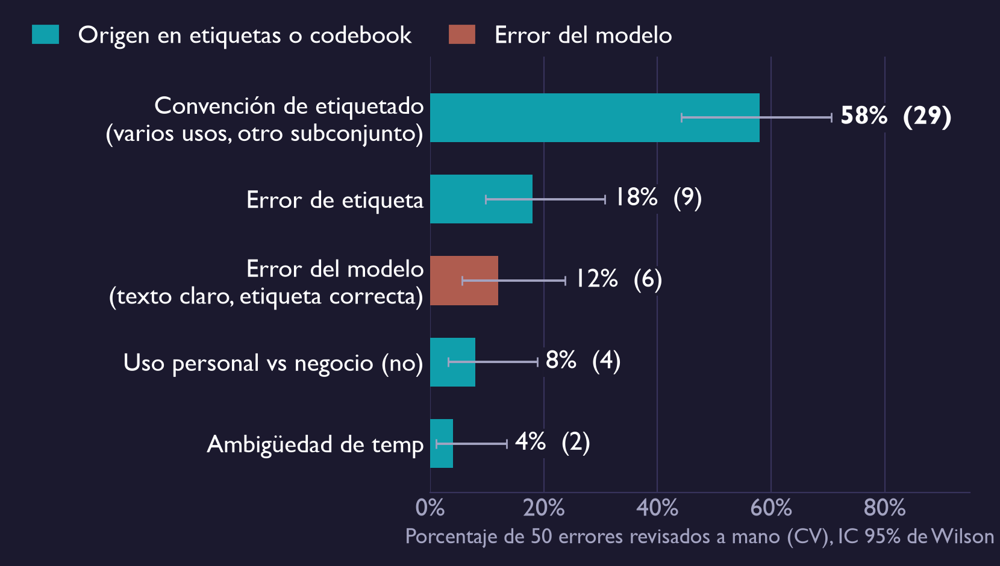 Origen en etiquetas o codebook
Error del modelo
Convención de etiquetado
(varios usos, otro subconjunto)
58% (29)
Error de etiqueta
18% (9)
Error del modelo
(texto claro, etiqueta correcta)
12% (6)
Uso personal vs negocio (no)
8% (4)
Ambigüedad de temp
4% (2)
0% 20% 40% 60% 80%
Porcentaje de 50 errores revisados a mano (CV), IC 95% de Wilson